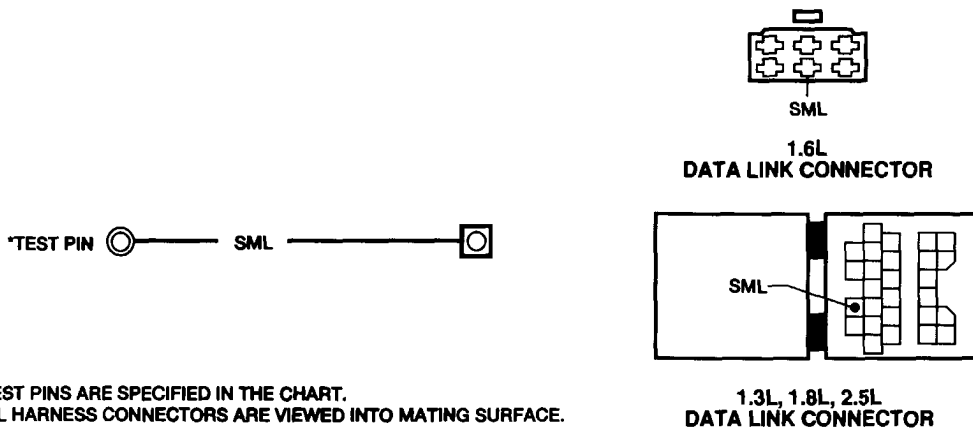 SML
1.6L
DATA LINK CONNECTOR
*TEST PIN SML
SML
EST PINS ARE SPECIFIED IN THE CHART.
L HARNESS CONNECTORS ARE VIEWED INTO MATING SURFACE.
1.3L, 1.8L, 2.5L
DATA LINK CONNECTOR